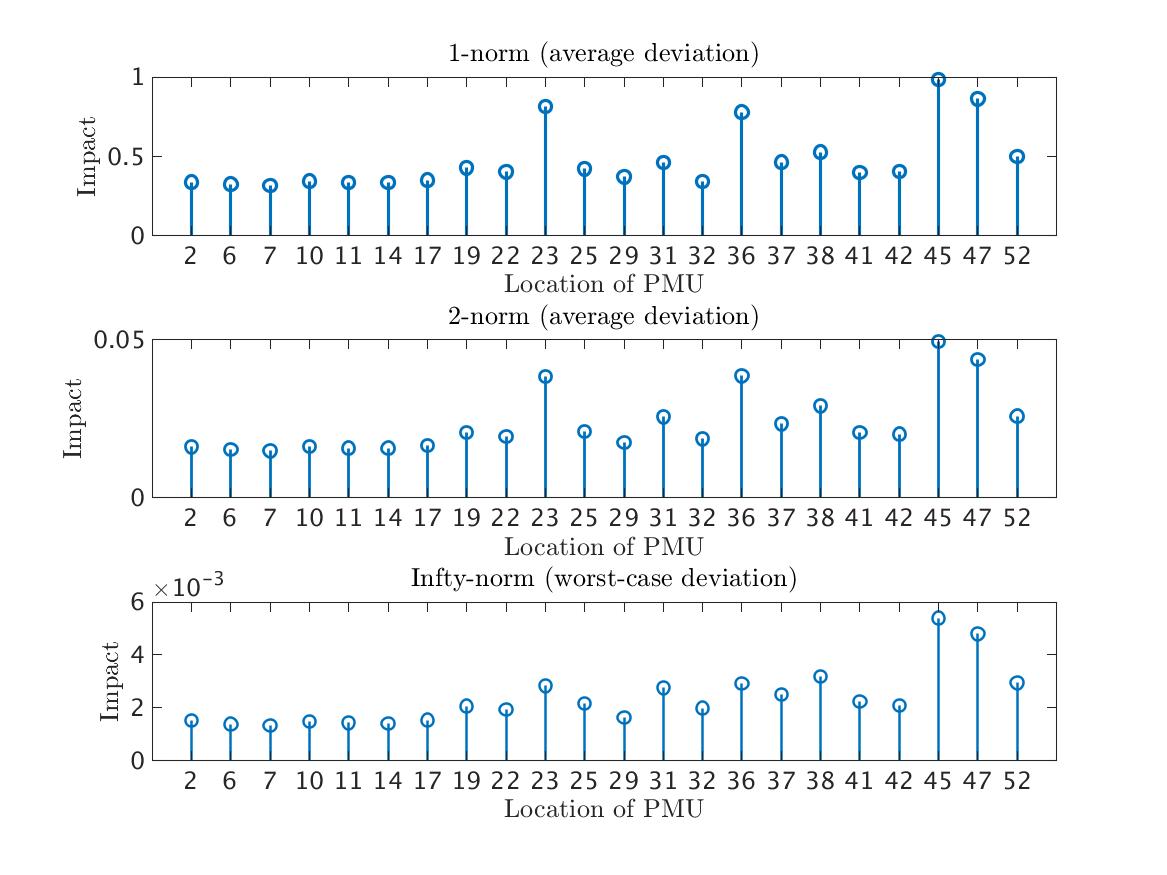 1-norm (average deviation)
1
0.5
0
Impact
2 6 7 10 11 14 17 19 22 23 25 29 31 32 36 37 38 41 42 45 47 52
Location of PMU
2-norm (average deviation)
0.05
0
Impact
2 6 7 10 11 14 17 19 22 23 25 29 31 32 36 37 38 41 42 45 47 52
Location of PMU
Infty-norm (worst-case deviation)
×10⁻³
6
4
2
0
Impact
2 6 7 10 11 14 17 19 22 23 25 29 31 32 36 37 38 41 42 45 47 52
Location of PMU